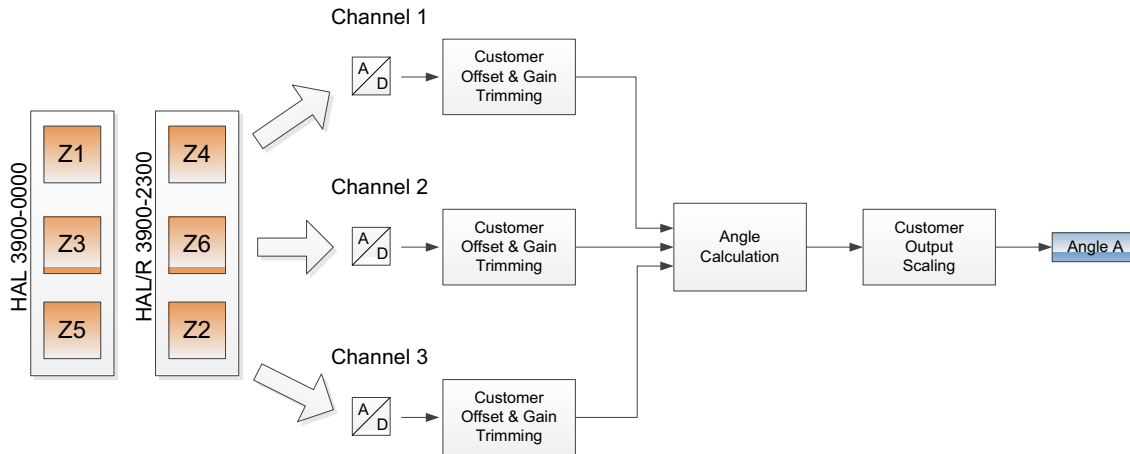 Channel 1
A
D
Customer
Offset & Gain
Trimming
HAL 3900-0000
Z1
Z3
Z5
HAL/R 3900-2300
Z4
Z6
Z2
Channel 2
A
D
Customer
Offset & Gain
Trimming
Angle
Calculation
Customer
Output
Scaling
Angle A
Channel 3
A
D
Customer
Offset & Gain
Trimming